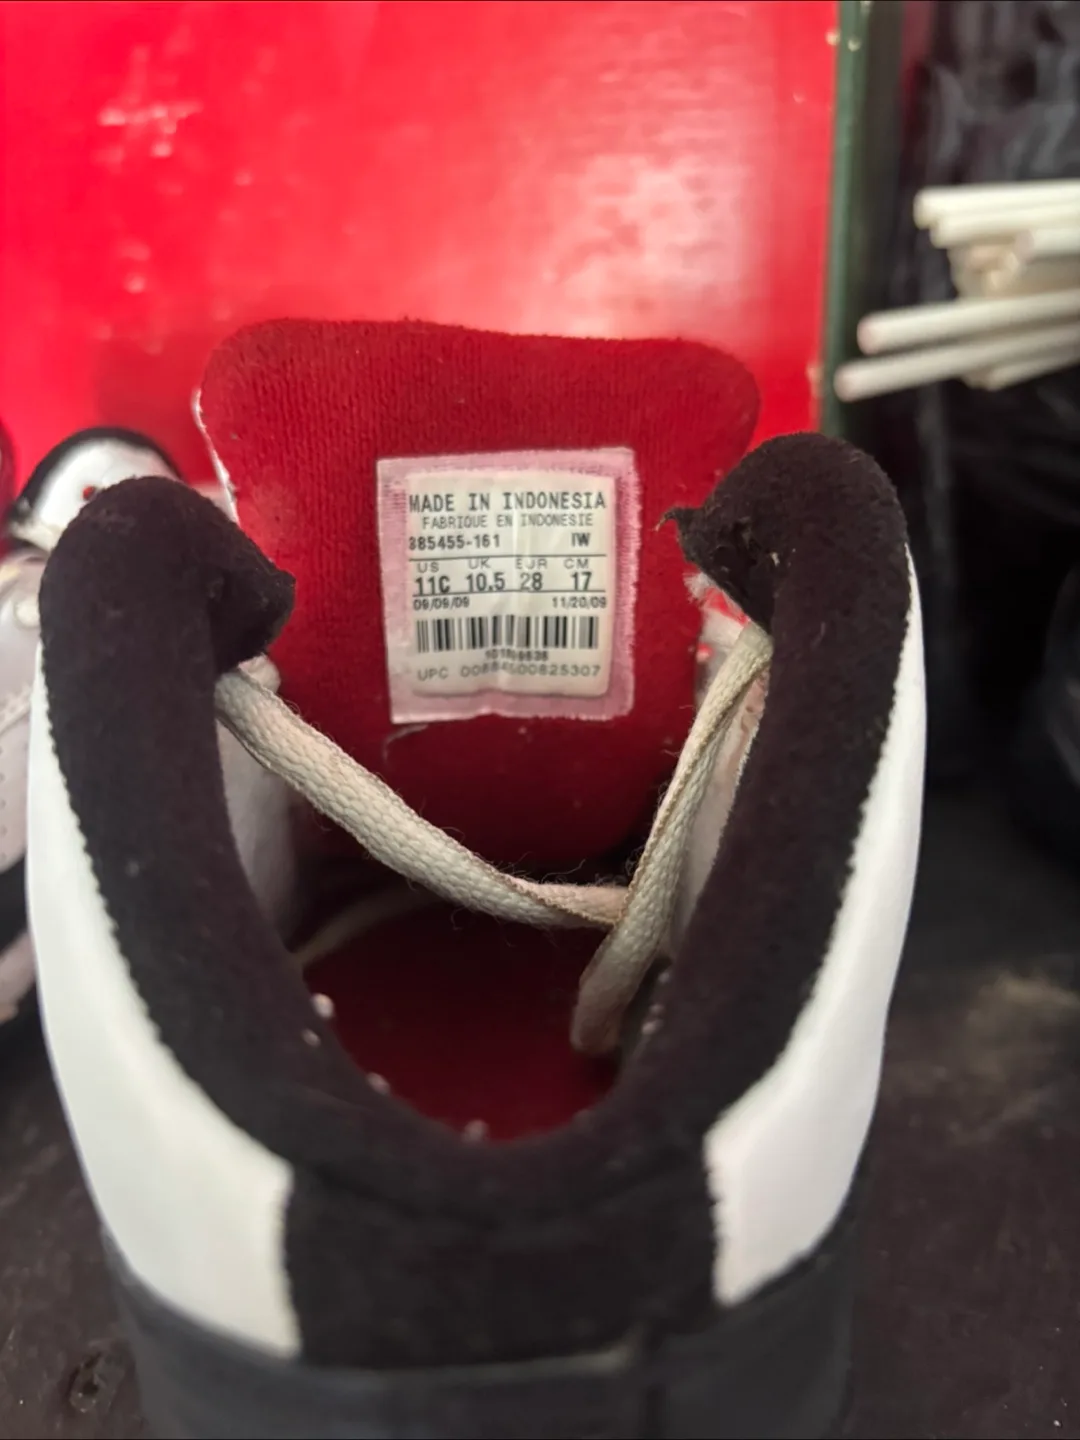 MADE IN INDONESIA
FABRIQUE EN INDONESIE
385455-161 IW
US UK EUR CM
11C 10.5 28 17
09/09/09 11/20/09
UPC 00884500825307